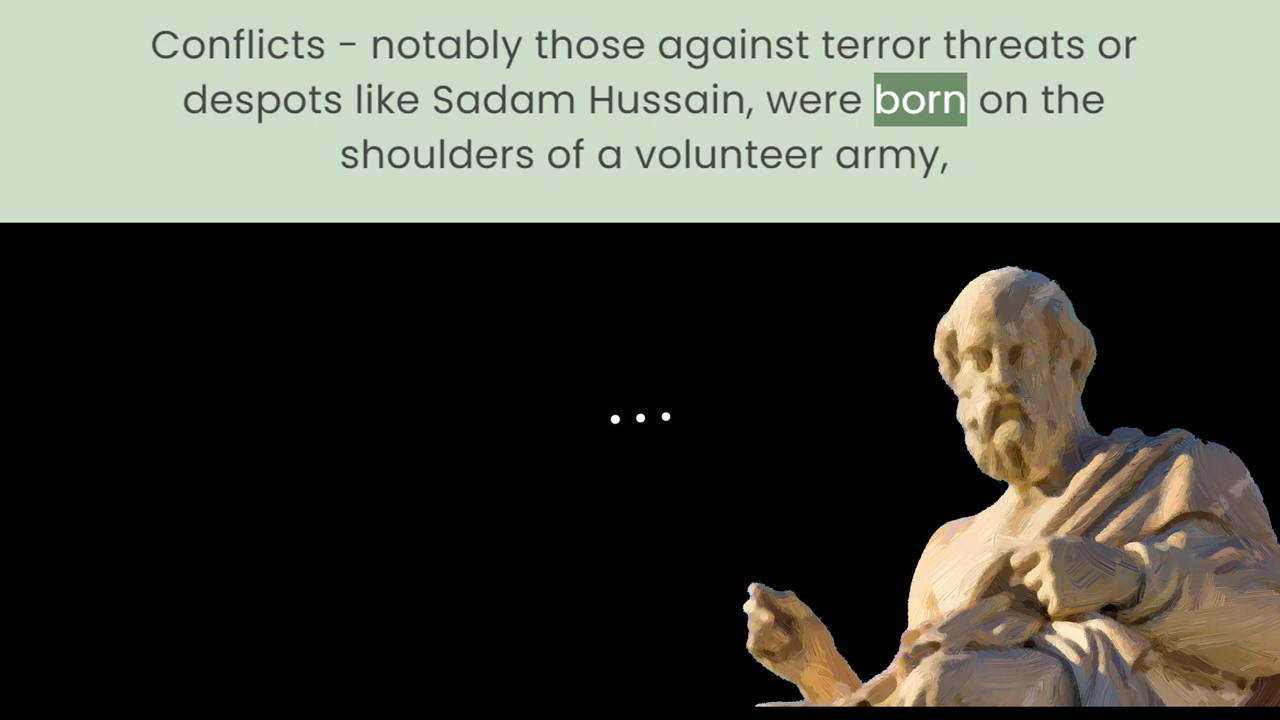 Conflicts - notably those against terror threats or
despots like Sadam Hussain, were born on the
shoulders of a volunteer army,